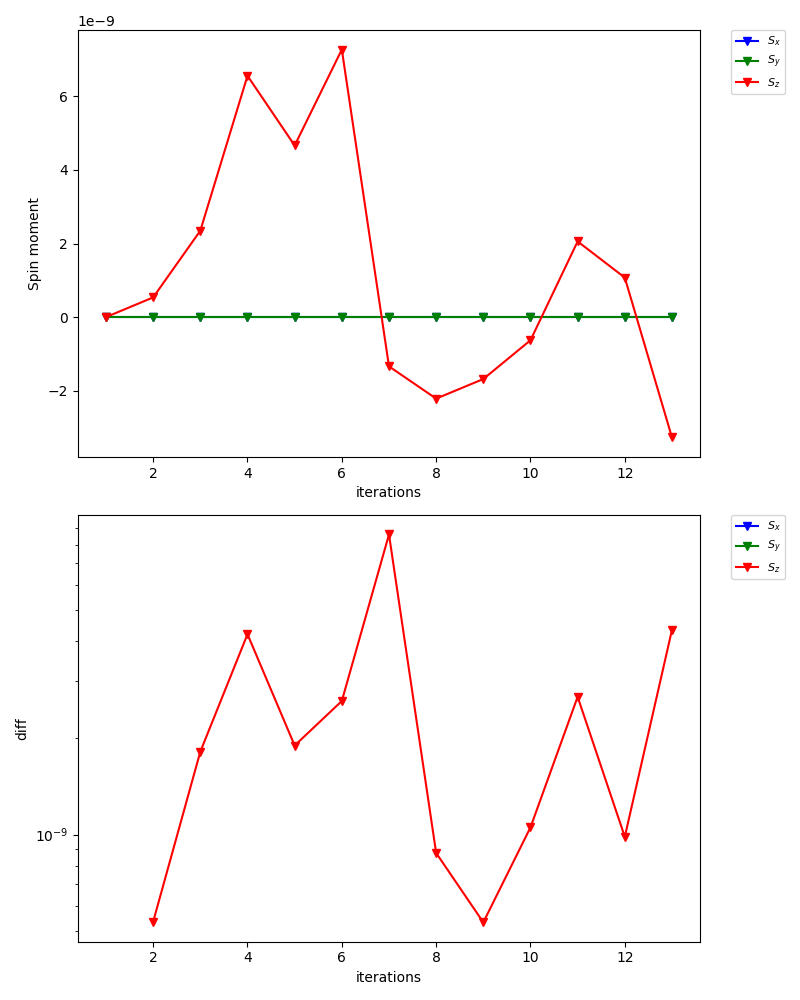 1e−9
6
4
2
0
−2
Spin moment
2 4 6 8 10 12
iterations
S_x
S_y
S_z
10^{-9}
diff
2 4 6 8 10 12
iterations
S_x
S_y
S_z